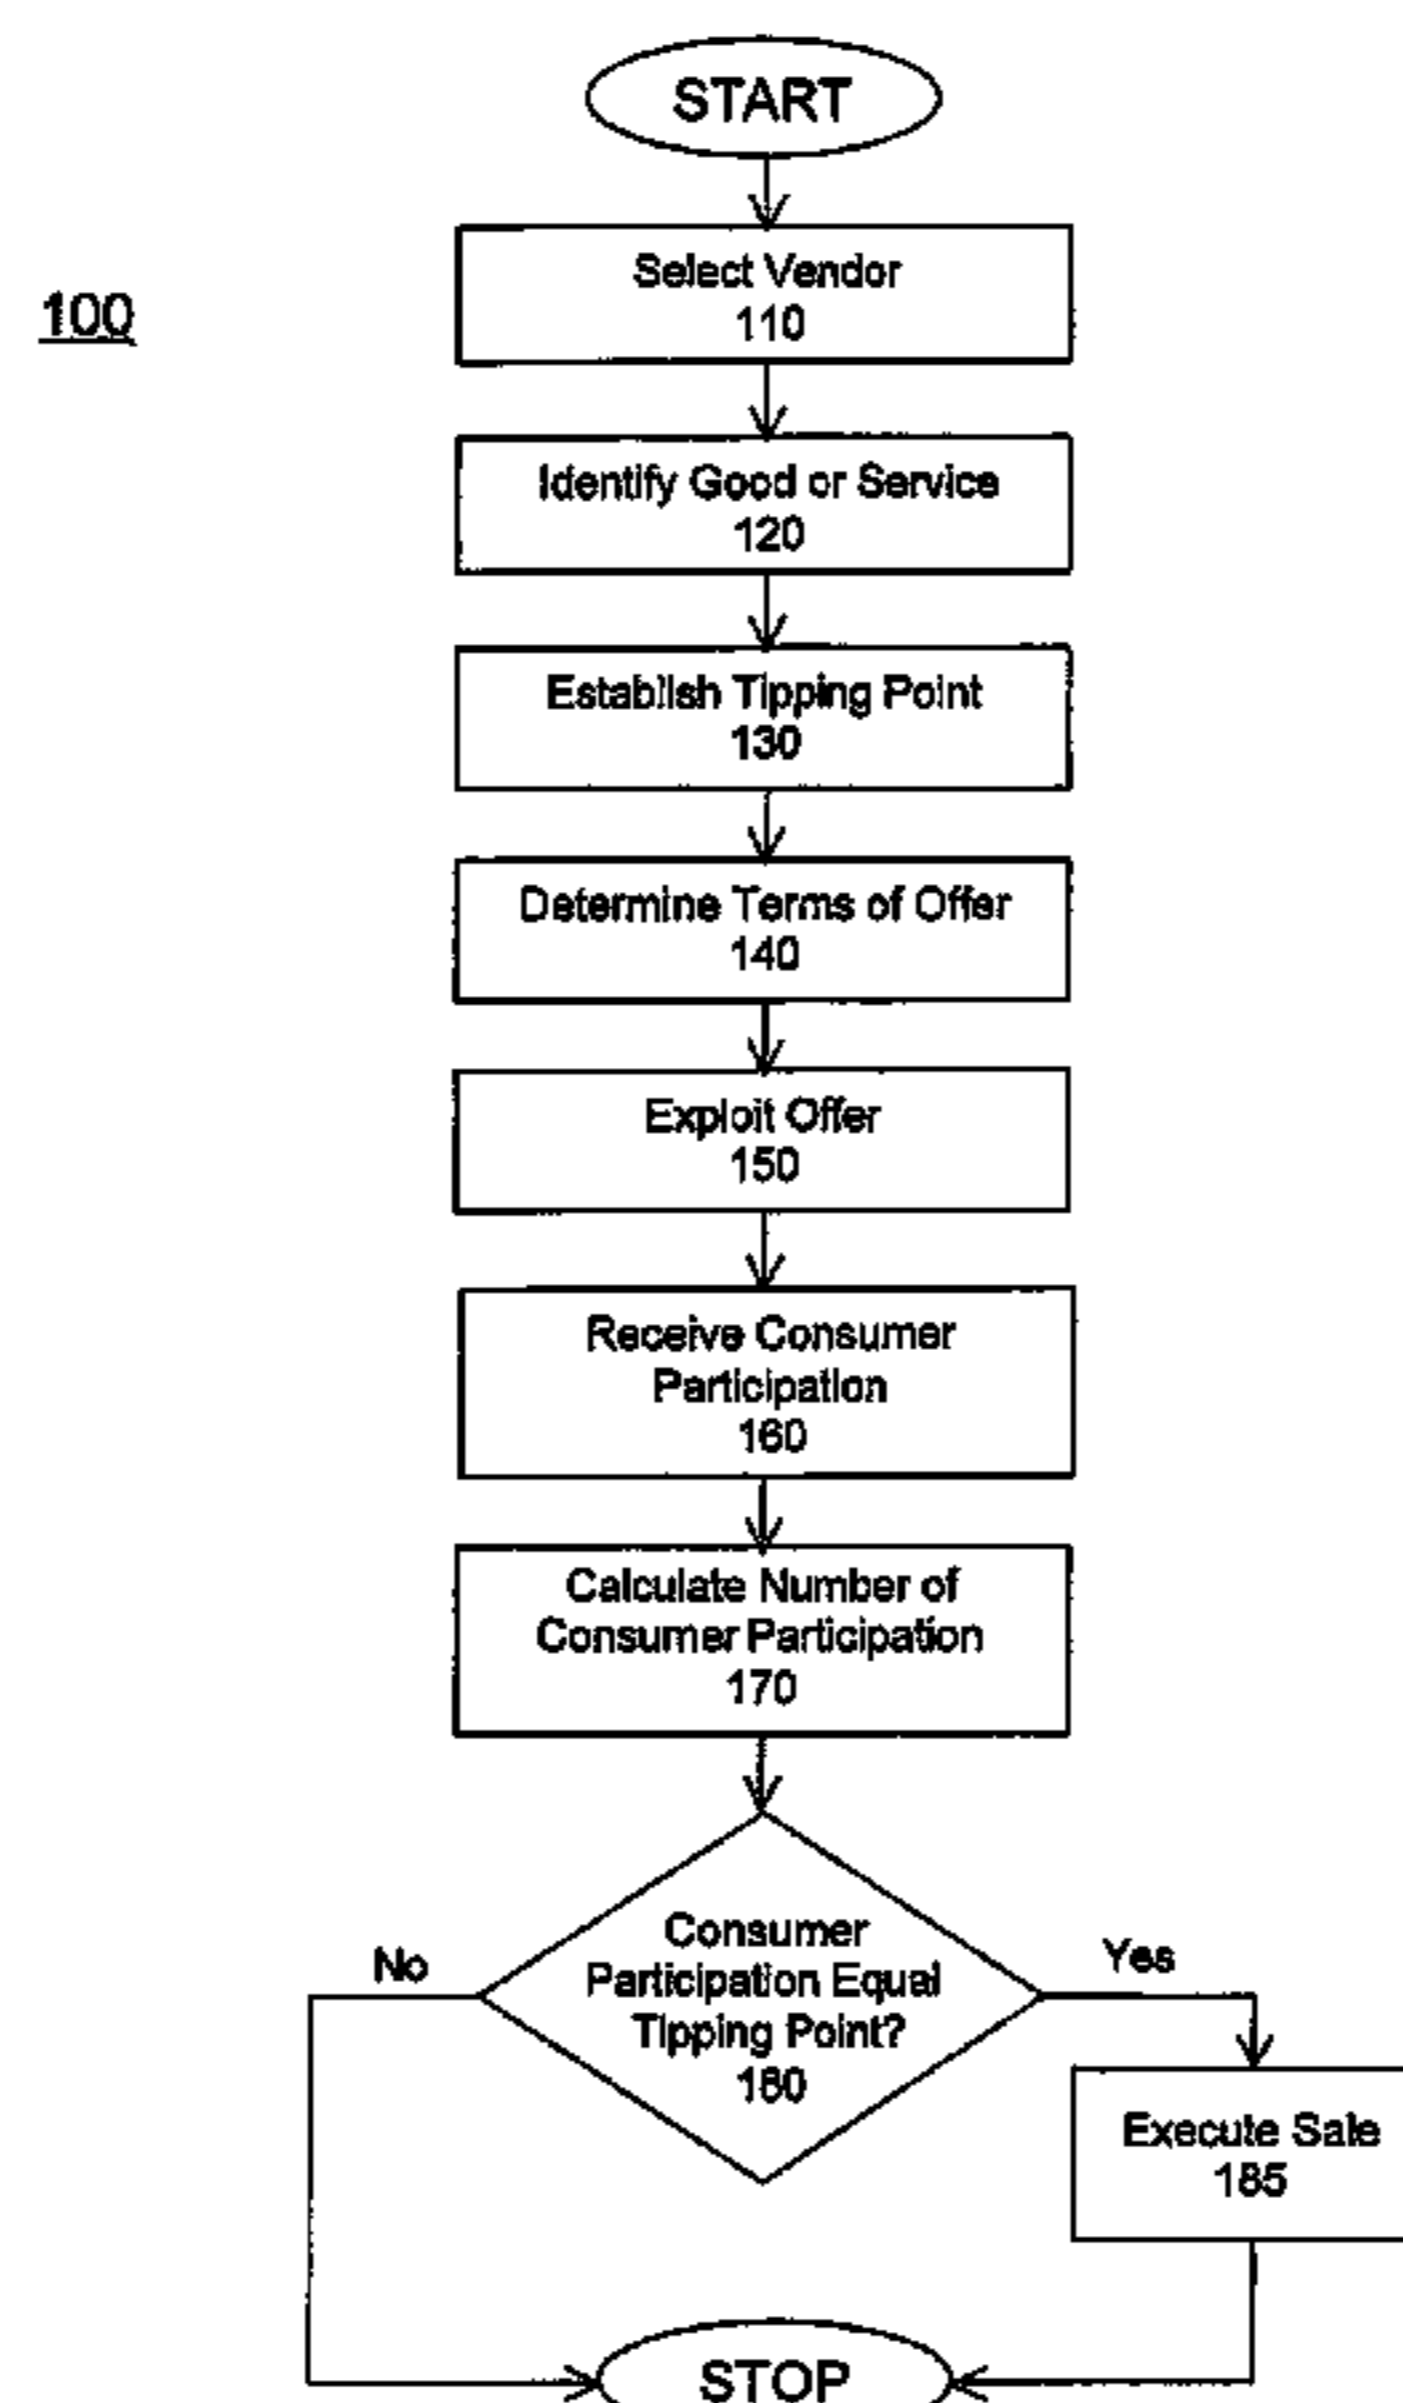 START
100
Select Vendor
110
Identify Good or Service
120
Establish Tipping Point
130
Determine Terms of Offer
140
Exploit Offer
150
Receive Consumer
Participation
160
Calculate Number of
Consumer Participation
170
Consumer
Participation Equal
Tipping Point?
180
No
Yes
Execute Sale
185
STOP